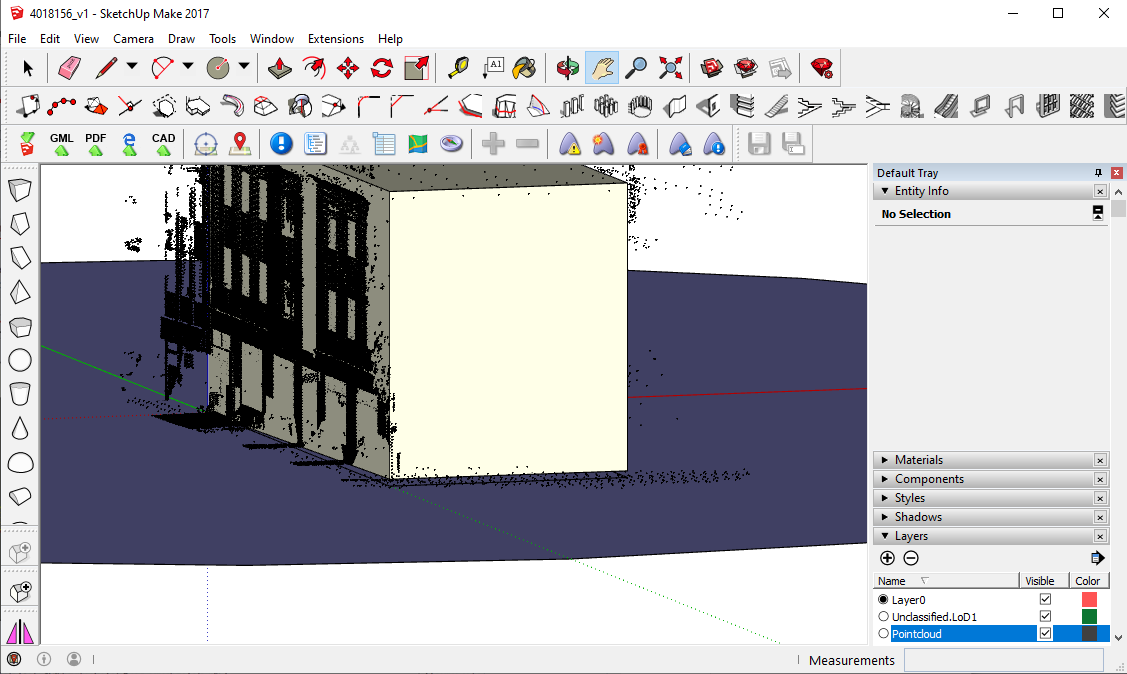 4018156_v1 - SketchUp Make 2017
File Edit View Camera Draw Tools Window Extensions Help
A1
GML PDF CAD
Default Tray
Entity Info
No Selection
Materials
Components
Styles
Shadows
Layers
Name Visible Color
Layer0
Unclassified.LoD1
Pointcloud
Measurements